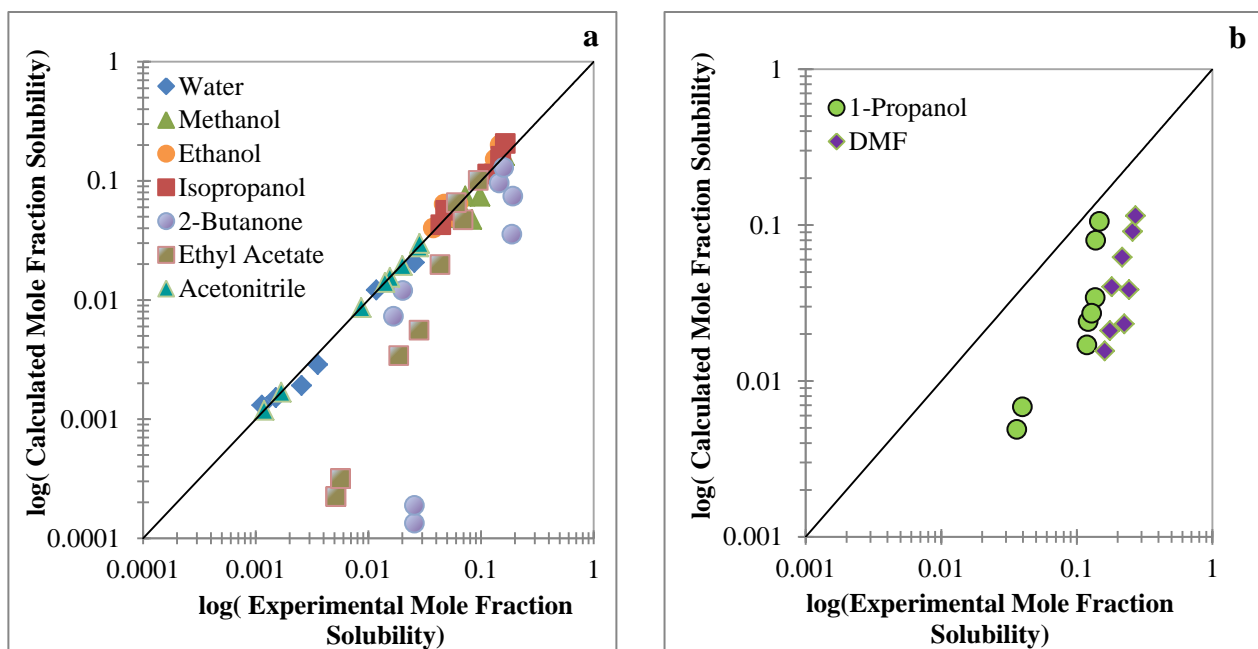 a
log( Calculated Mole Fraction Solubility)
1
0.1
0.01
0.001
0.0001
Water
Methanol
Ethanol
Isopropanol
2-Butanone
Ethyl Acetate
Acetonitrile
0.0001 0.001 0.01 0.1 1
log( Experimental Mole Fraction
Solubility)
b
log( Calculated Mole Fraction Solubility)
1
0.1
0.01
0.001
1-Propanol
DMF
0.001 0.01 0.1 1
log(Experimental Mole Fraction
Solubility)